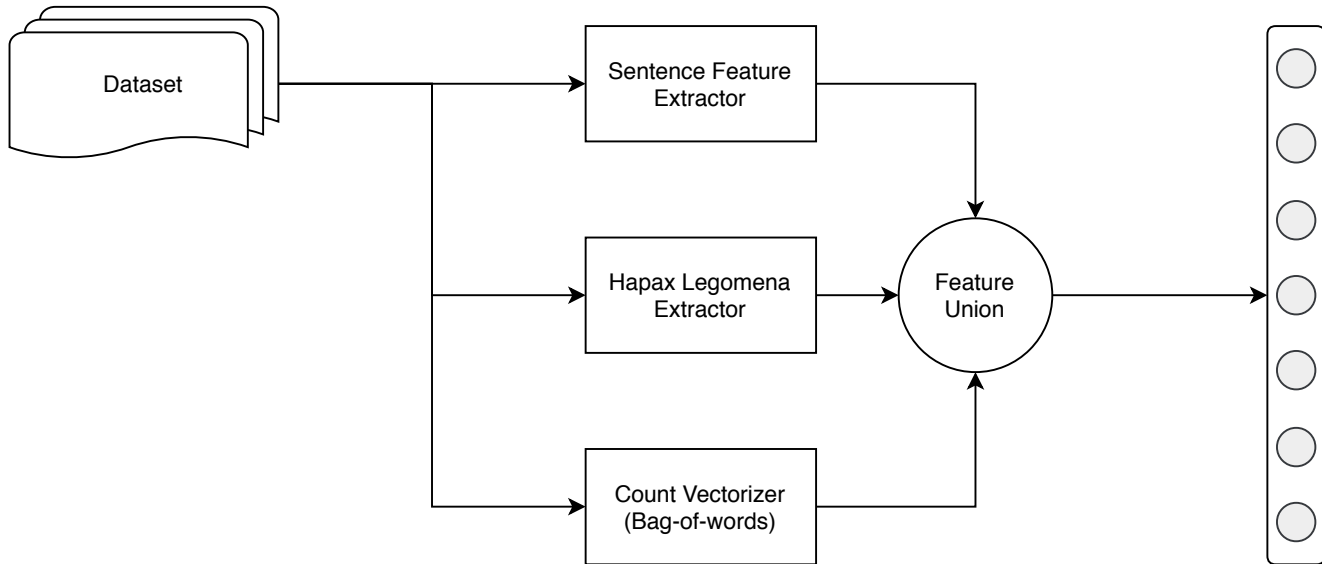 Dataset
Sentence Feature
Extractor
Hapax Legomena
Extractor
Feature
Union
Count Vectorizer
(Bag-of-words)